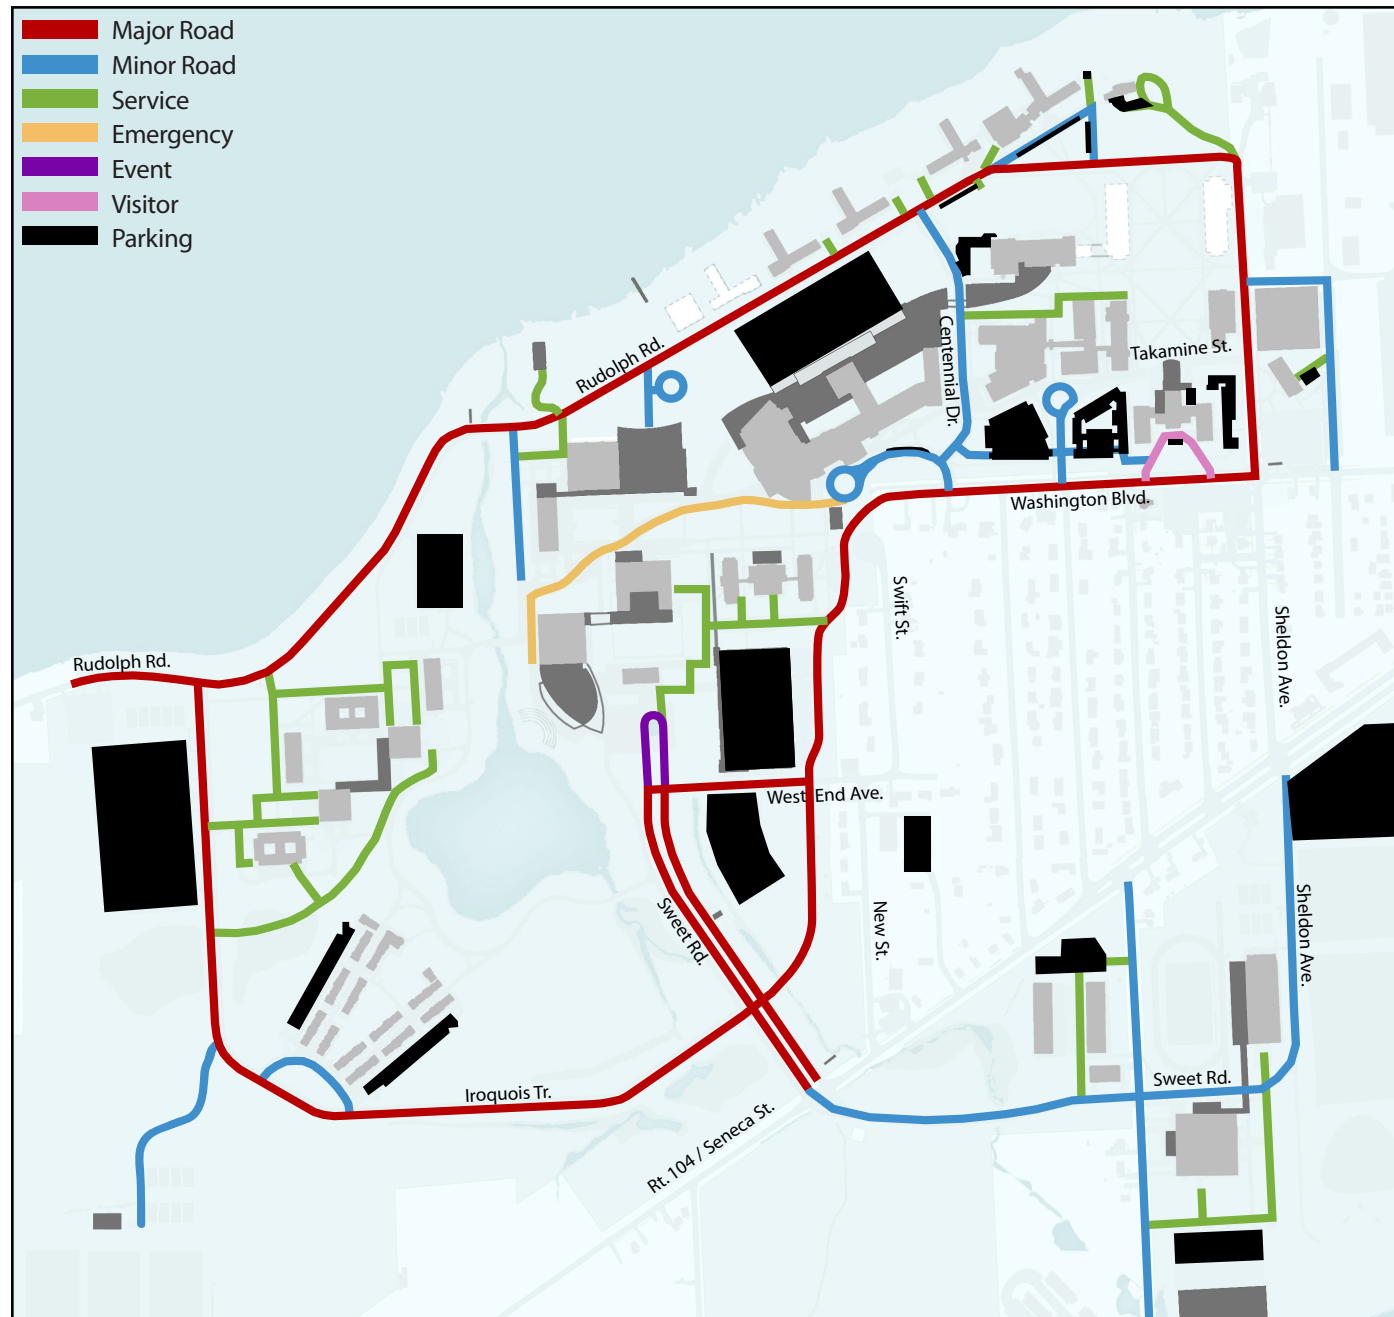 Major Road
Minor Road
Service
Emergency
Event
Visitor
Parking
Rudolph Rd.
Centennial Dr.
Takamine St.
Washington Blvd.
Swift St.
Sheldon Ave.
Rudolph Rd.
West End Ave.
Sweet Rd.
New St.
Sheldon Ave.
Sweet Rd.
Iroquois Tr.
Rt. 104 / Seneca St.